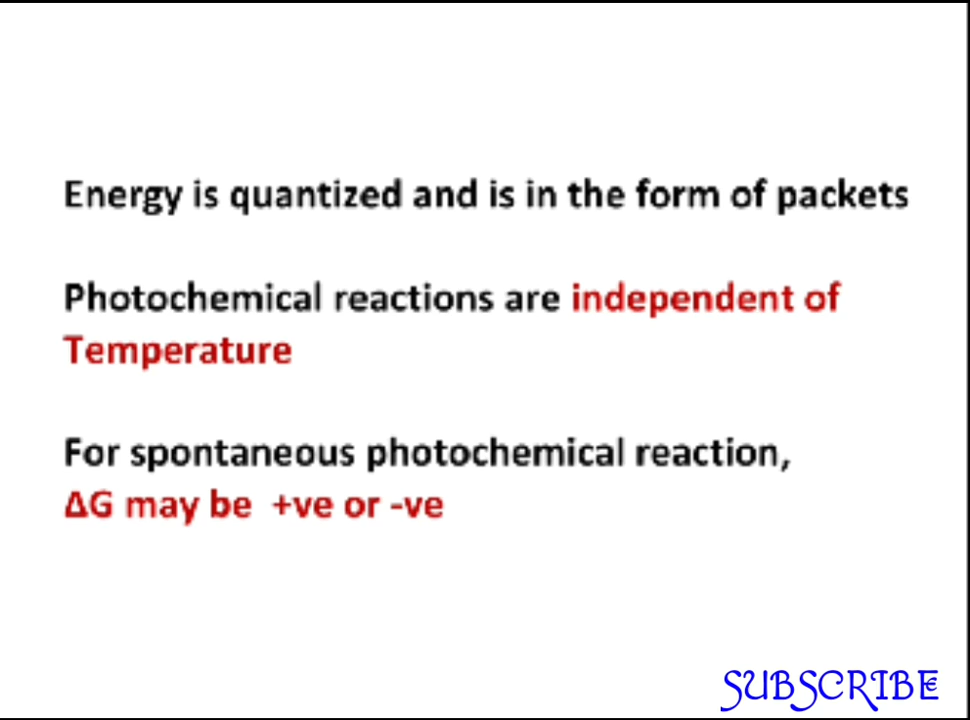 Energy is quantized and is in the form of packets
Photochemical reactions are independent of
Temperature
For spontaneous photochemical reaction,
ΔG may be +ve or -ve
SUBSCRIBE